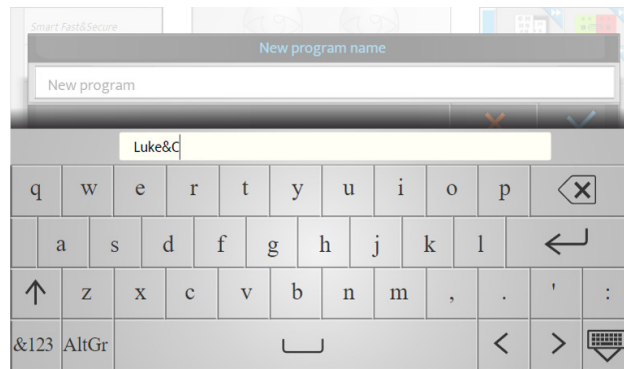 Smart Fast&Secure
New program name
New program
Luke&C
q w e r t y u i o p
a s d f g h j k l
z x c v b n m , . ' :
&123 AltGr < >